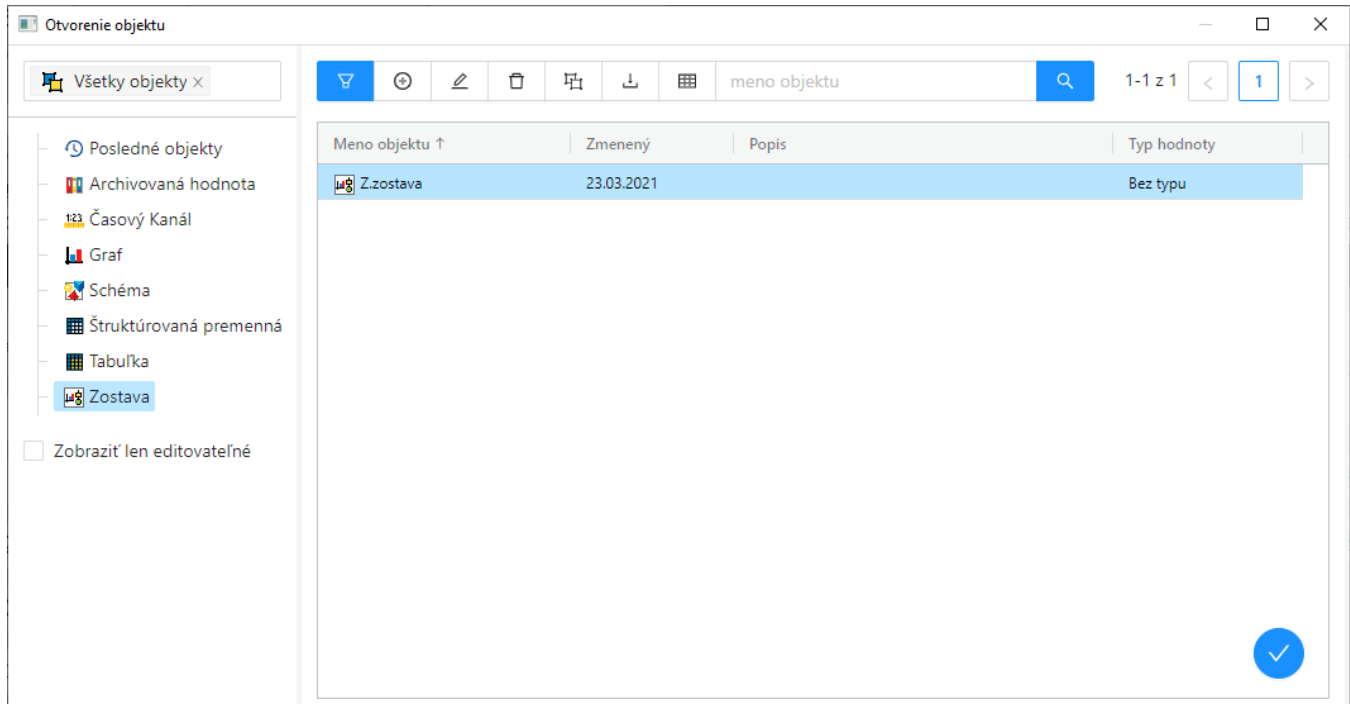 Otvorenie objektu
Všetky objekty ×
meno objektu
1-1 z 1 < 1 >
Posledné objekty
Archivovaná hodnota
Časový Kanál
Graf
Schéma
Štruktúrovaná premenná
Tabuľka
Zostava
Zobraziť len editovateľné
Meno objektu ↑ Zmenený Popis Typ hodnoty
Z.zostava 23.03.2021 Bez typu